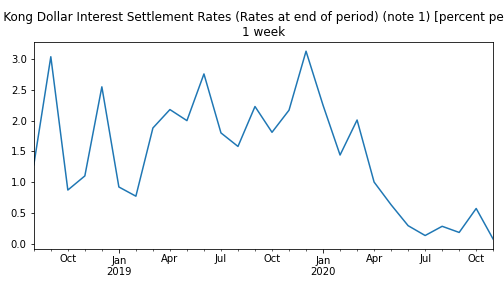 Kong Dollar Interest Settlement Rates (Rates at end of period) (note 1) [percent pe
1 week
3.0
2.5
2.0
1.5
1.0
0.5
0.0
Oct Jan Apr Jul Oct Jan Apr Jul Oct
2019 2020